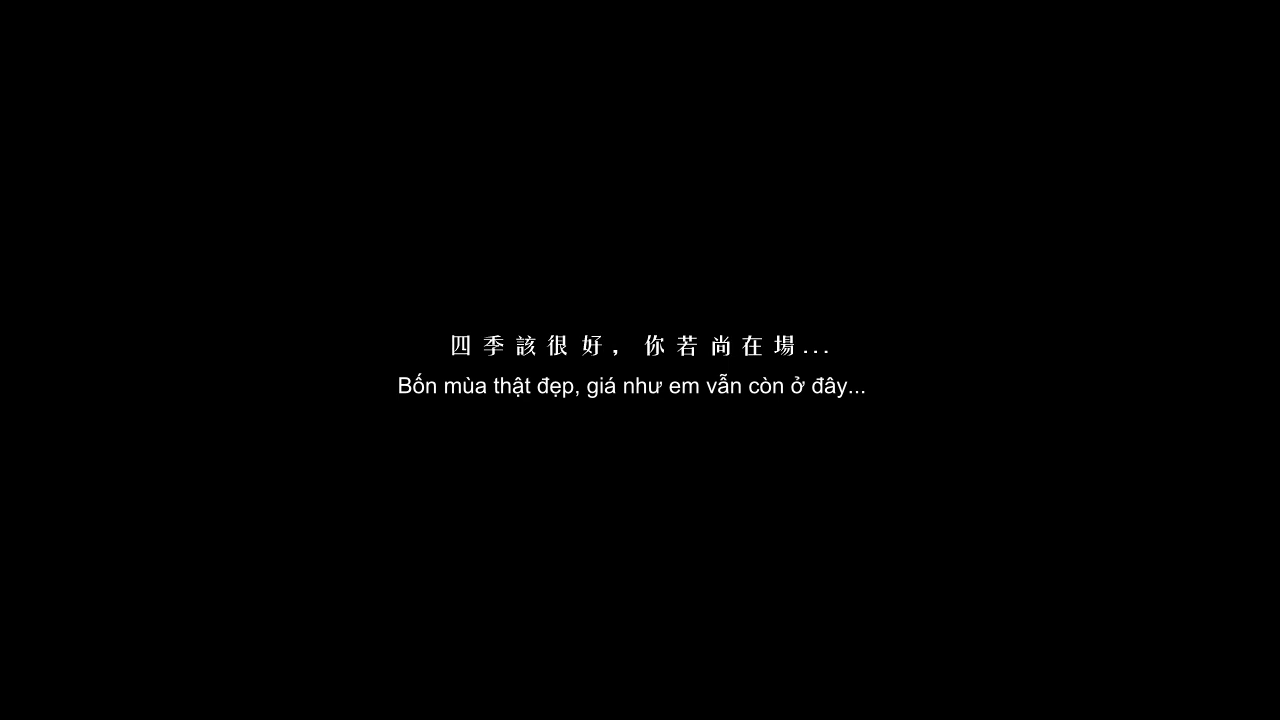 四季該很好，你若尚在場...
Bốn mùa thật đẹp, giá như em vẫn còn ở đây...